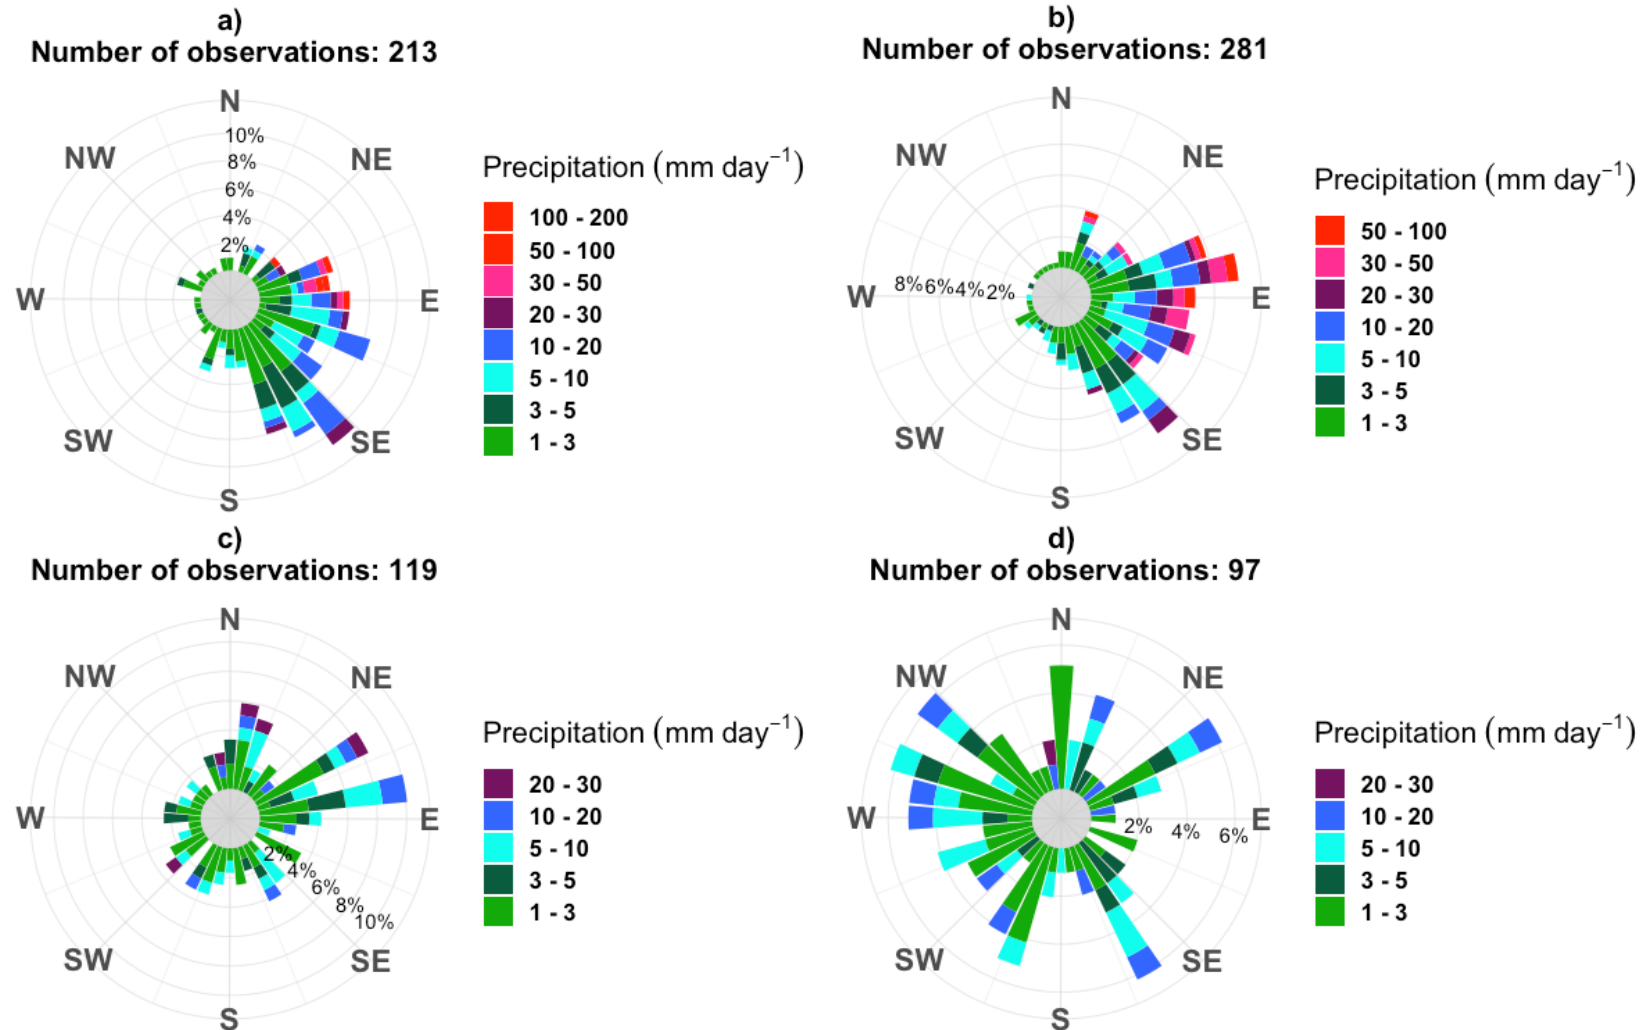 a)
Number of observations: 213
N
NE
E
SE
S
SW
W
NW
10%
8%
6%
4%
2%
Precipitation (mm day⁻¹)
100 - 200
50 - 100
30 - 50
20 - 30
10 - 20
5 - 10
3 - 5
1 - 3
b)
Number of observations: 281
N
NE
E
SE
S
SW
W
NW
8% 6% 4% 2%
Precipitation (mm day⁻¹)
50 - 100
30 - 50
20 - 30
10 - 20
5 - 10
3 - 5
1 - 3
c)
Number of observations: 119
N
NE
E
SE
S
SW
W
NW
2%
4%
6%
8%
10%
Precipitation (mm day⁻¹)
20 - 30
10 - 20
5 - 10
3 - 5
1 - 3
d)
Number of observations: 97
N
NE
E
SE
S
SW
W
NW
2% 4% 6%
Precipitation (mm day⁻¹)
20 - 30
10 - 20
5 - 10
3 - 5
1 - 3